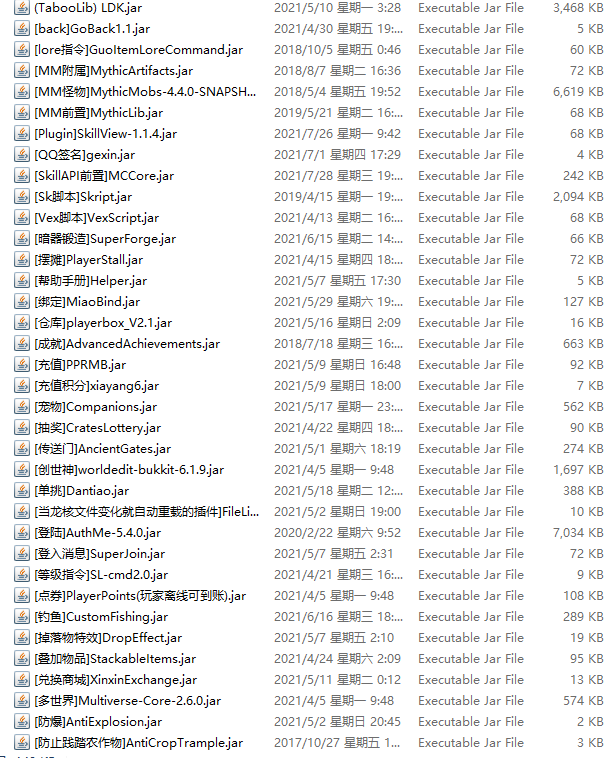 (TabooLib) LDK.jar 2021/5/10 星期一 3:28 Executable Jar File 3,468 KB
[back]GoBack1.1.jar 2021/4/30 星期五 19:... Executable Jar File 5 KB
[lore指令]GuoItemLoreCommand.jar 2018/10/5 星期五 0:46 Executable Jar File 60 KB
[MM附属]MythicArtifacts.jar 2018/8/7 星期二 16:36 Executable Jar File 72 KB
[MM怪物]MythicMobs-4.4.0-SNAPSH... 2018/5/4 星期五 19:52 Executable Jar File 6,619 KB
[MM前置]MythicLib.jar 2019/5/21 星期二 16:... Executable Jar File 68 KB
[Plugin]SkillView-1.1.4.jar 2021/7/26 星期一 9:42 Executable Jar File 68 KB
[QQ签名]gexin.jar 2021/7/1 星期四 17:29 Executable Jar File 4 KB
[SkillAPI前置]MCCore.jar 2021/7/28 星期三 19:... Executable Jar File 242 KB
[Sk脚本]Skript.jar 2019/4/15 星期一 19:... Executable Jar File 2,094 KB
[Vex脚本]VexScript.jar 2021/4/13 星期二 16:... Executable Jar File 68 KB
[暗器锻造]SuperForge.jar 2021/6/15 星期二 14:... Executable Jar File 66 KB
[摆摊]PlayerStall.jar 2021/4/15 星期四 18:... Executable Jar File 72 KB
[帮助手册]Helper.jar 2021/5/7 星期五 17:30 Executable Jar File 5 KB
[绑定]MiaoBind.jar 2021/5/29 星期六 19:... Executable Jar File 127 KB
[仓库]playerbox_V2.1.jar 2021/5/16 星期日 2:09 Executable Jar File 16 KB
[成就]AdvancedAchievements.jar 2018/7/18 星期三 16:... Executable Jar File 663 KB
[充值]PPRMB.jar 2021/5/9 星期日 16:48 Executable Jar File 92 KB
[充值积分]xiayang6.jar 2021/5/9 星期日 18:00 Executable Jar File 7 KB
[宠物]Companions.jar 2021/5/17 星期一 23:... Executable Jar File 562 KB
[抽奖]CratesLottery.jar 2021/4/22 星期四 18:... Executable Jar File 90 KB
[传送门]AncientGates.jar 2021/5/1 星期六 18:19 Executable Jar File 274 KB
[创世神]worldedit-bukkit-6.1.9.jar 2021/4/5 星期一 9:48 Executable Jar File 1,697 KB
[单挑]Dantiao.jar 2021/5/18 星期二 12:... Executable Jar File 388 KB
[当龙核文件变化就自动重载的插件]FileLi... 2021/5/2 星期日 19:00 Executable Jar File 10 KB
[登陆]AuthMe-5.4.0.jar 2020/2/22 星期六 9:52 Executable Jar File 7,034 KB
[登入消息]SuperJoin.jar 2021/5/7 星期五 2:31 Executable Jar File 72 KB
[等级指令]SL-cmd2.0.jar 2021/4/21 星期三 16:... Executable Jar File 9 KB
[点券]PlayerPoints(玩家离线可到账).jar 2021/4/5 星期一 9:48 Executable Jar File 108 KB
[钓鱼]CustomFishing.jar 2021/6/16 星期三 18:... Executable Jar File 289 KB
[掉落物特效]DropEffect.jar 2021/5/7 星期五 2:10 Executable Jar File 19 KB
[叠加物品]StackableItems.jar 2021/4/24 星期六 2:09 Executable Jar File 95 KB
[兑换商城]XinxinExchange.jar 2021/5/11 星期二 0:12 Executable Jar File 13 KB
[多世界]Multiverse-Core-2.6.0.jar 2021/4/5 星期一 9:48 Executable Jar File 574 KB
[防爆]AntiExplosion.jar 2021/5/2 星期日 20:45 Executable Jar File 2 KB
[防止践踏农作物]AntiCropTrample.jar 2017/10/27 星期五 1... Executable Jar File 3 KB